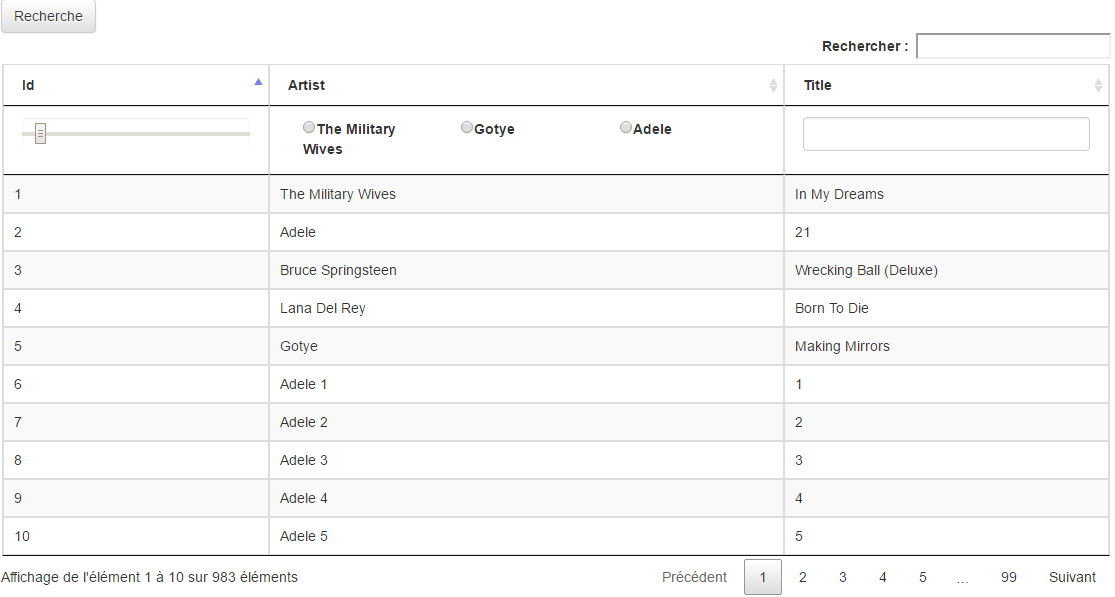 Recherche
Rechercher :
Id Artist Title
The Military Wives Gotye Adele
1 The Military Wives In My Dreams
2 Adele 21
3 Bruce Springsteen Wrecking Ball (Deluxe)
4 Lana Del Rey Born To Die
5 Gotye Making Mirrors
6 Adele 1 1
7 Adele 2 2
8 Adele 3 3
9 Adele 4 4
10 Adele 5 5
Affichage de l'élément 1 à 10 sur 983 éléments Précédent 1 2 3 4 5 … 99 Suivant